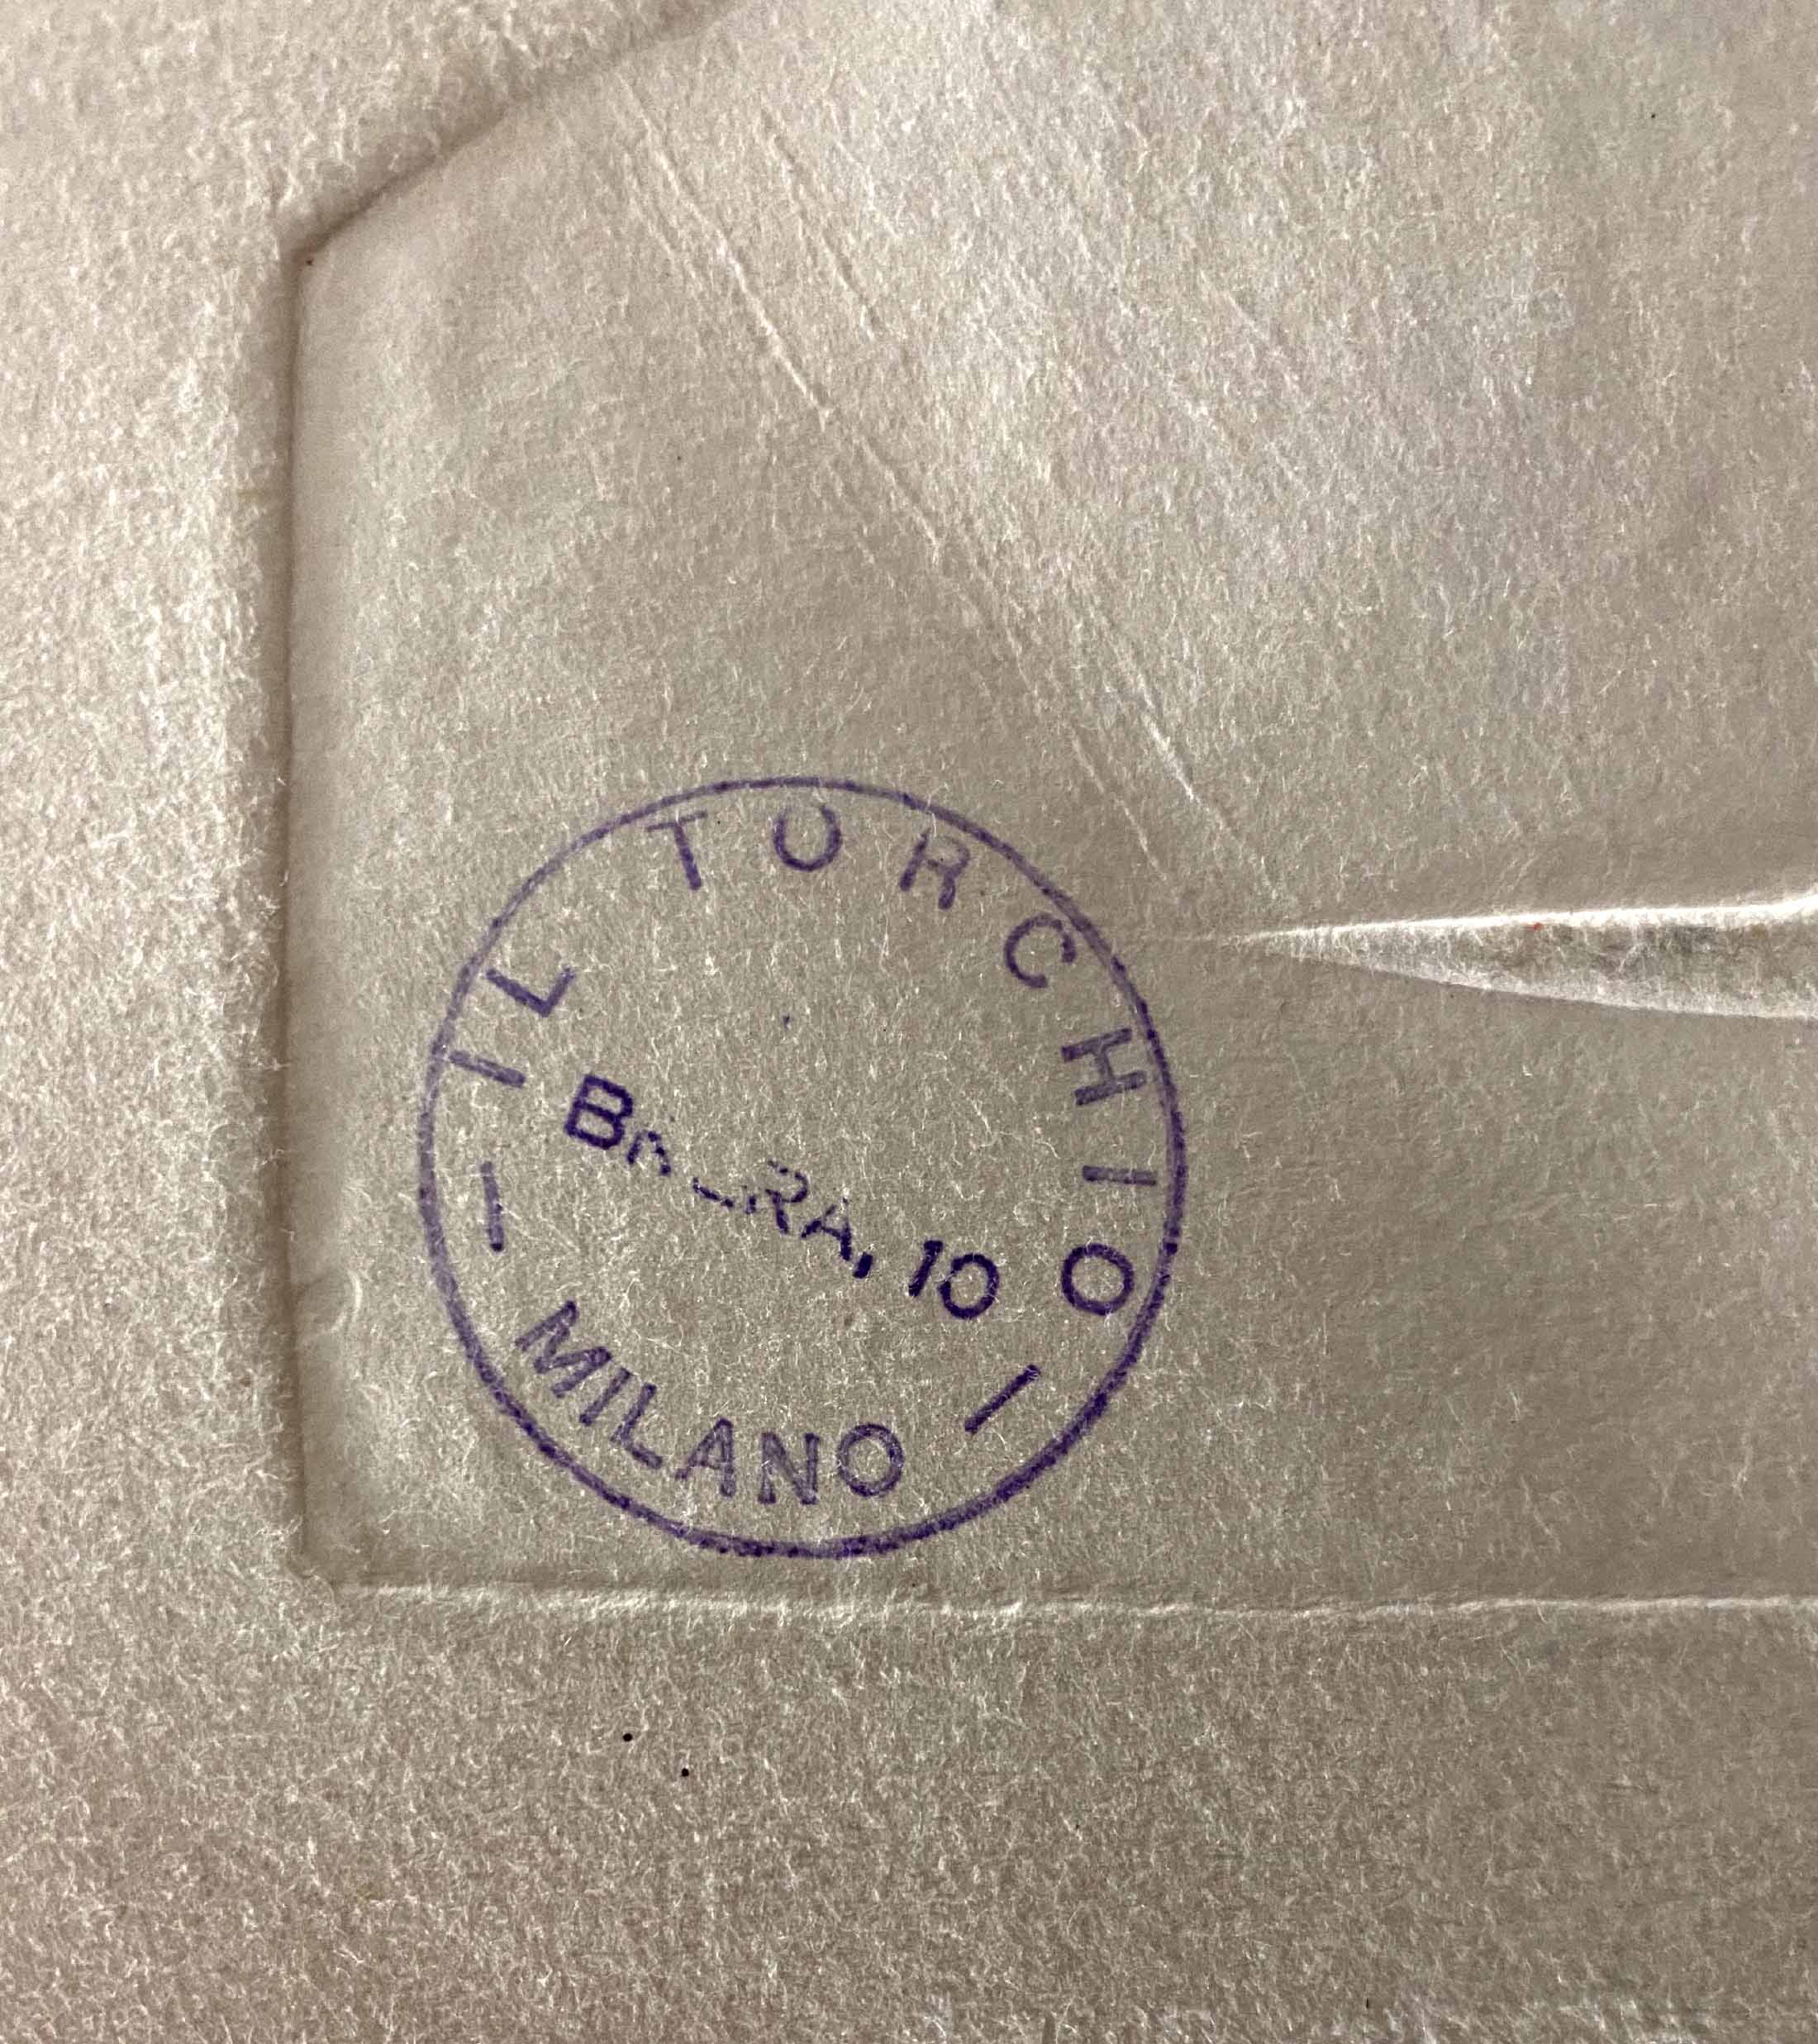 IL TORCHIO
10
— MILANO —